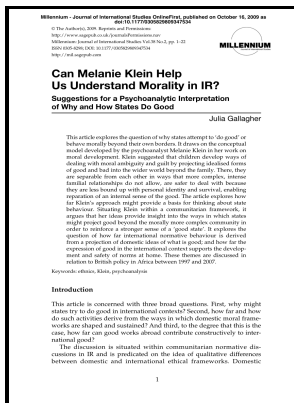 Millennium - Journal of International Studies OnlineFirst, published on October 16, 2009 as
doi:10.1177/0305829809347534
© The Author(s), 2009. Reprints and Permissions:
http://www.sagepub.co.uk/journalsPermissions.nav
Millennium: Journal of International Studies Vol.38 No.2, pp. 1–22
ISSN 0305-8298; DOI: 10.1177/0305829809347534
http://mil.sagepub.com
MILLENNIUM
Journal of International Studies
Can Melanie Klein Help
Us Understand Morality in IR?
Suggestions for a Psychoanalytic Interpretation
of Why and How States Do Good
Julia Gallagher
This article explores the question of why states attempt to 'do good' or
behave morally beyond their own borders. It draws on the conceptual
model developed by the psychoanalyst Melanie Klein in her work on
moral development. Klein suggested that children develop ways of
dealing with moral ambiguity and guilt by projecting idealised forms
of good and bad into the wider world beyond the family. There, they
are separable from each other in ways that more complex, intense
familiar relationships do not allow, are safer to deal with because
they are less bound up with personal identity and survival, enabling
reparation of an internal sense of the good. The article explores how
far Klein's approach might provide a basis for thinking about state
behaviour. Situating Klein within a communitarian framework, it
argues that her ideas provide insight into the ways in which states
might project good beyond the morally more complex community in
order to reinforce a stronger sense of a 'good state'. It explores the
question of how far international normative behaviour is derived
from a projection of domestic ideas of what is good; and how far the
expression of good in the international context supports the develop-
ment and safety of norms at home. These themes are discussed in
relation to British policy in Africa between 1997 and 2007.
Keywords: ethics, Klein, psychoanalysis
Introduction
This article is concerned with three broad questions. First, why might
states try to do good in international contexts? Second, how far and how
do such activities derive from the ways in which domestic moral frame-
works are shaped and sustained? And third, to the degree that this is the
case, how far can good works abroad contribute constructively to inter-
national good?
The discussion is situated within communitarian normative dis-
cussions in IR and is predicated on the idea of qualitative differences
between domestic and international ethical frameworks. Domestic
1